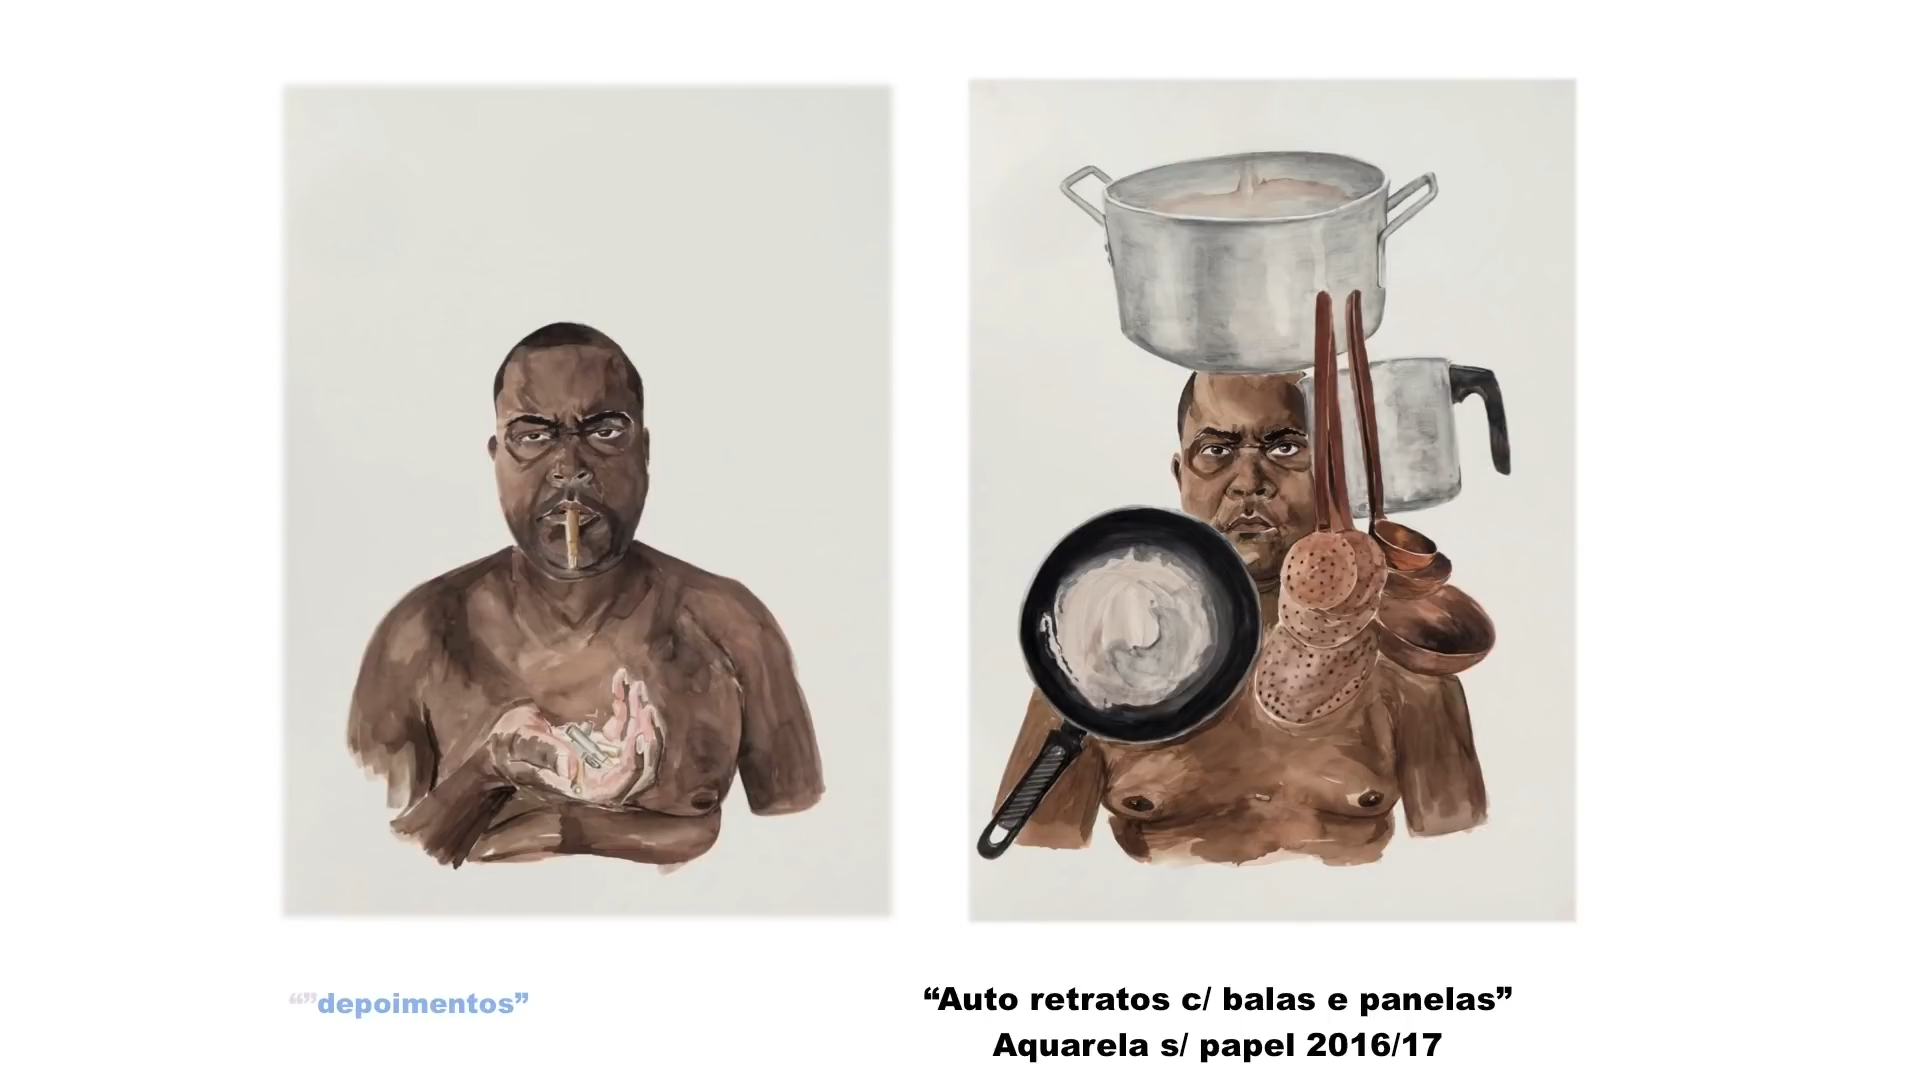 “”depoimentos”
“Auto retratos c/ balas e panelas”
Aquarela s/ papel 2016/17